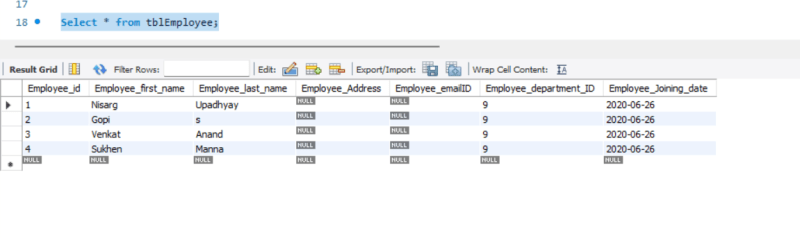 17
18 Select * from tblEmployee;
Result Grid Filter Rows: Edit: Export/Import: Wrap Cell Content:
Employee_id Employee_first_name Employee_last_name Employee_Address Employee_emailID Employee_department_ID Employee_Joining_date
1 Nisarg Upadhyay NULL NULL 9 2020-06-26
2 Gopi s NULL NULL 9 2020-06-26
3 Venkat Anand NULL NULL 9 2020-06-26
4 Sukhen Manna NULL NULL 9 2020-06-26
NULL NULL NULL NULL NULL NULL NULL